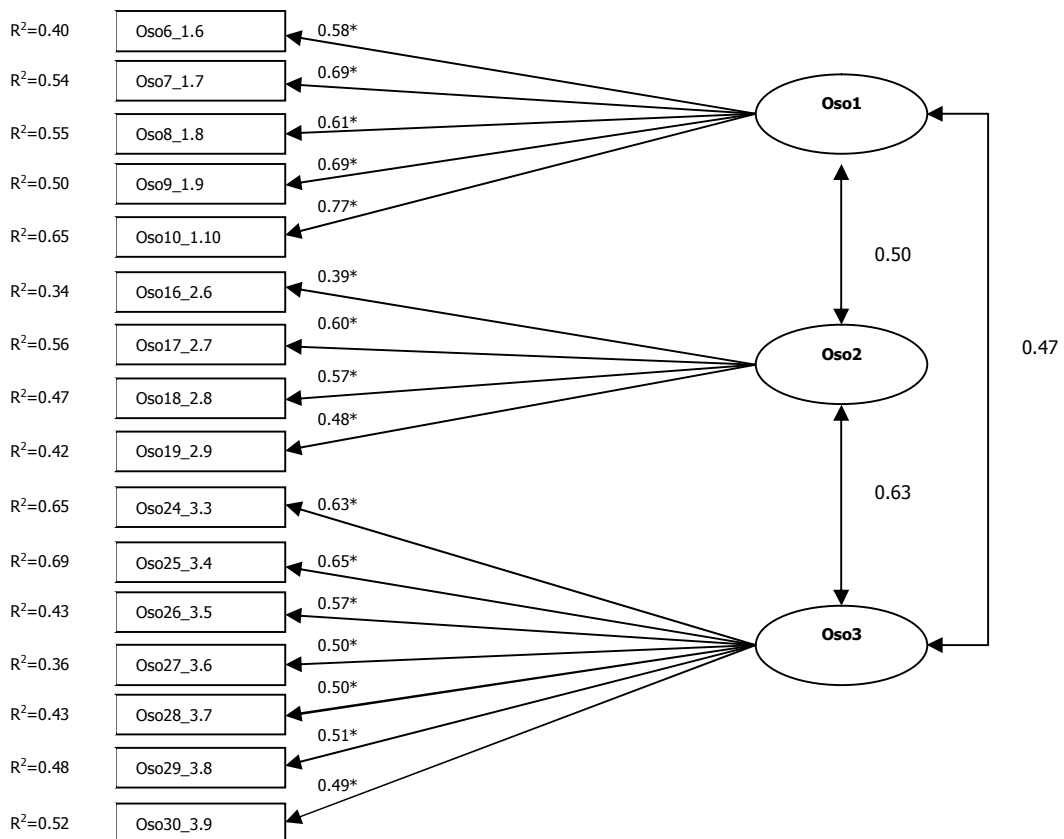 R²=0.40 Oso6_1.6 0.58*
R²=0.54 Oso7_1.7 0.69*
R²=0.55 Oso8_1.8 0.61*
R²=0.50 Oso9_1.9 0.69*
R²=0.65 Oso10_1.10 0.77*
Oso1
0.50
R²=0.34 Oso16_2.6 0.39*
R²=0.56 Oso17_2.7 0.60*
R²=0.47 Oso18_2.8 0.57*
R²=0.42 Oso19_2.9 0.48*
Oso2
0.47
0.63
R²=0.65 Oso24_3.3 0.63*
R²=0.69 Oso25_3.4 0.65*
R²=0.43 Oso26_3.5 0.57*
R²=0.36 Oso27_3.6 0.50*
R²=0.43 Oso28_3.7 0.50*
R²=0.48 Oso29_3.8 0.51*
R²=0.52 Oso30_3.9 0.49*
Oso3